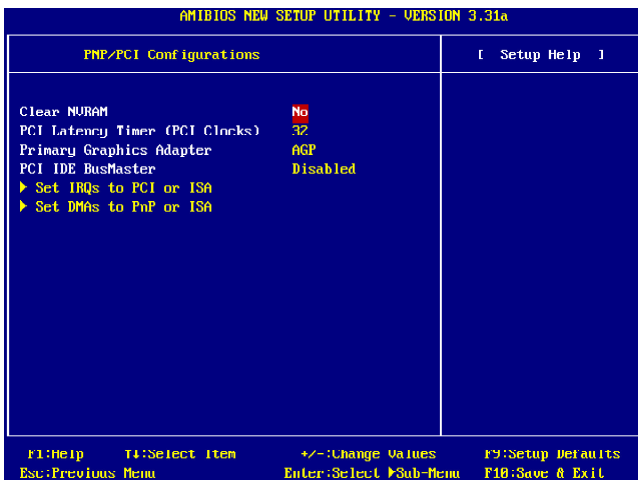 AMIBIOS NEW SETUP UTILITY - VERSION 3.31a
PNP/PCI Configurations
[ Setup Help ]
Clear NVRAM No
PCI Latency Timer (PCI Clocks) 32
Primary Graphics Adapter AGP
PCI IDE BusMaster Disabled
▶ Set IRQs to PCI or ISA
▶ Set DMAs to PnP or ISA
F1:Help ↑↓:Select Item +/-:Change Values F9:Setup Defaults
Esc:Previous Menu Enter:Select ▶Sub-Menu F10:Save & Exit